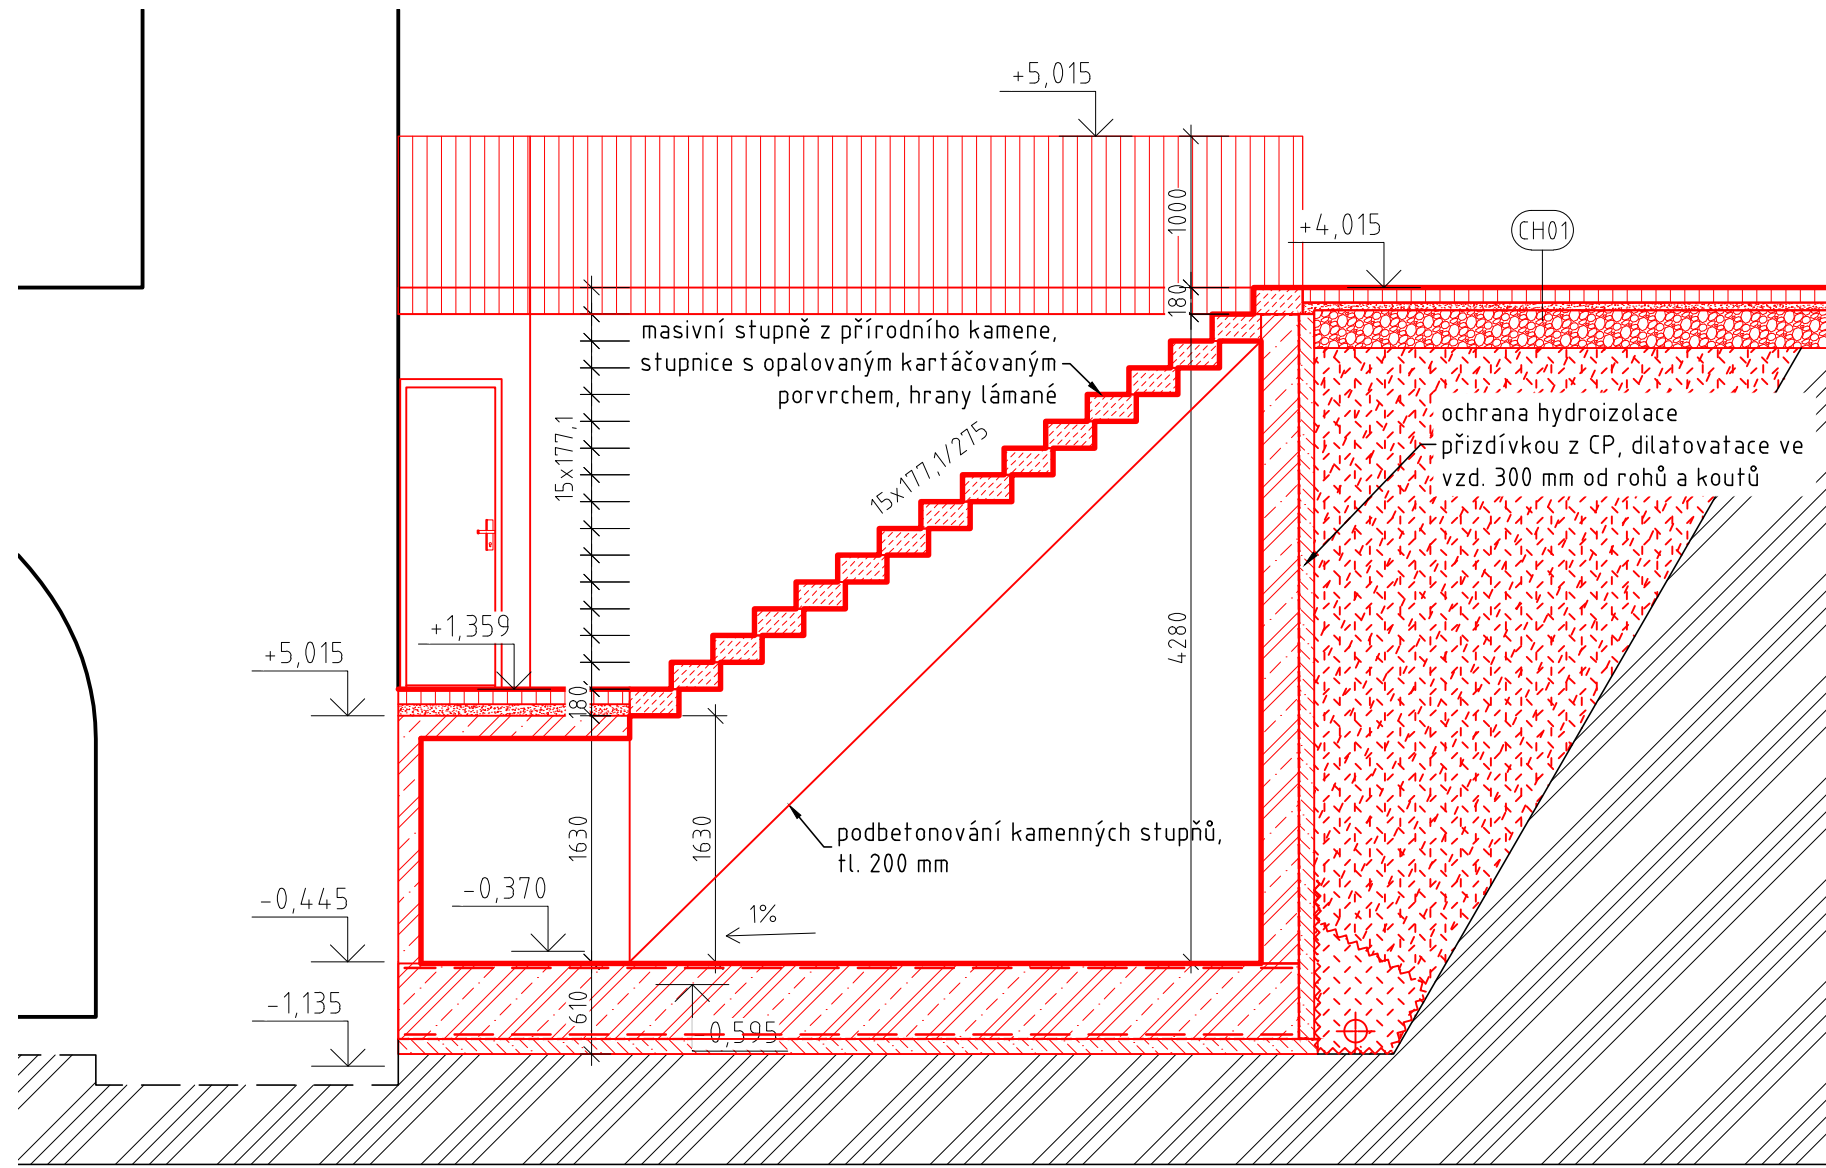 +5,015
1000
+4,015
CH01
180
masivní stupně z přírodního kamene,
stupnice s opalovaným kartáčovaným
porvrchem, hrany lámané
ochrana hydroizolace
přizdívkou z CP, dilatovatace ve
vzd. 300 mm od rohů a koutů
15x177,1
15x177,1/275
+1,359
+5,015
180
4280
1630
1630
podbetonování kamenných stupňů,
tl. 200 mm
-0,370
-0,445
1%
-1,135
610
-0,595